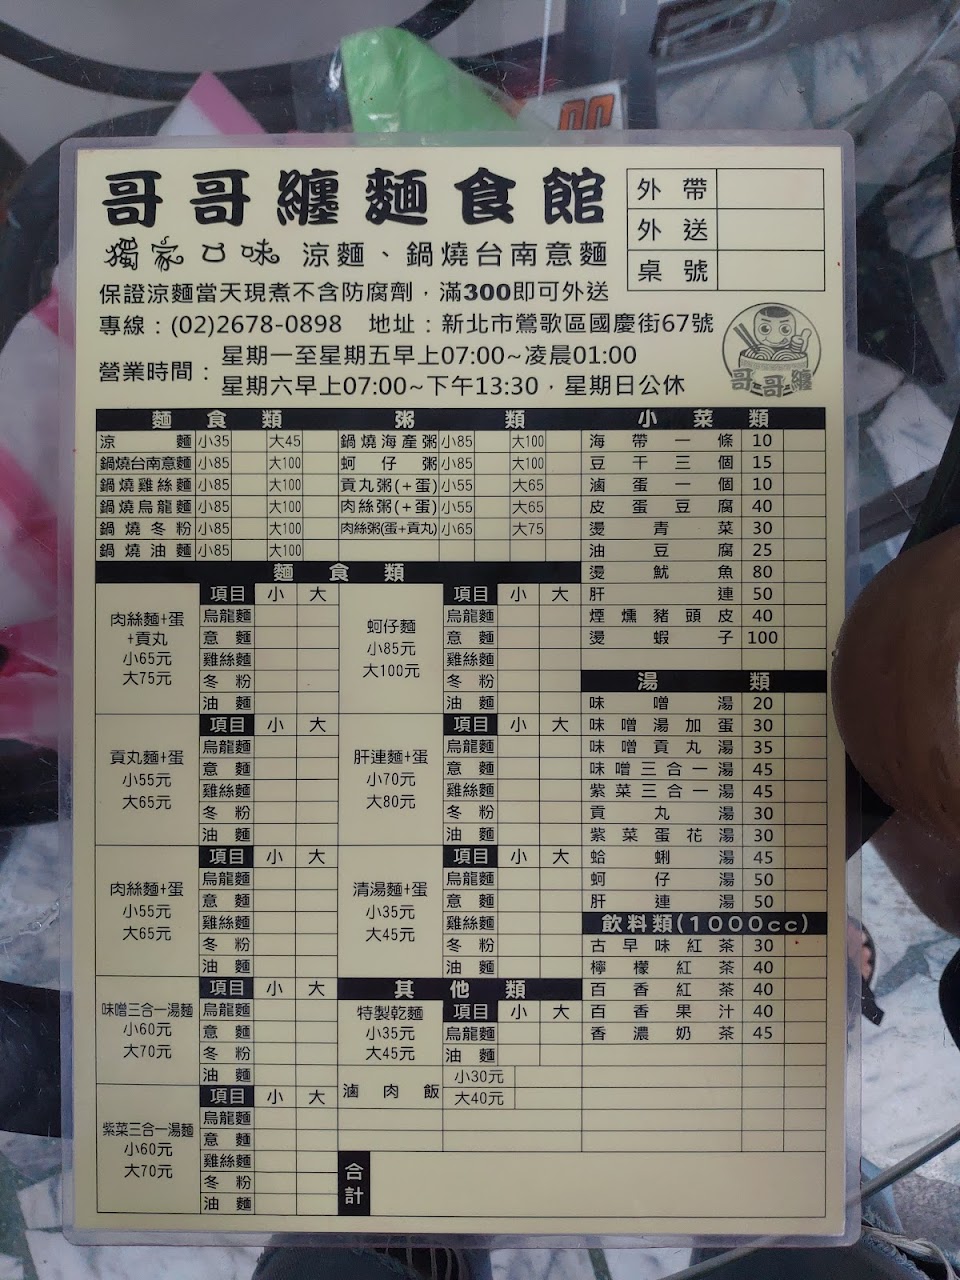 哥哥纏麵食館
獨家口味 涼麵、鍋燒台南意麵
保證涼麵當天現煮不含防腐劑，滿300即可外送
專線：(02)2678-0898 地址：新北市鶯歌區國慶街67號
營業時間：
星期一至星期五早上07:00~凌晨01:00
星期六早上07:00~下午13:30，星期日公休
外帶
外送
桌號
哥哥纏
麵食類
涼麵 小35 大45
鍋燒台南意麵 小85 大100
鍋燒雞絲麵 小85 大100
鍋燒烏龍麵 小85 大100
鍋燒冬粉 小85 大100
鍋燒油麵 小85 大100
粥類
鍋燒海產粥 小85 大100
蚵仔粥 小85 大100
貢丸粥(+蛋) 小55 大65
肉絲粥(+蛋) 小55 大65
肉絲粥(蛋+貢丸) 小65 大75
麵食類
肉絲麵+蛋
+貢丸
小65元
大75元
項目 小 大
烏龍麵
意麵
雞絲麵
冬粉
油麵
貢丸麵+蛋
小55元
大65元
項目 小 大
烏龍麵
意麵
雞絲麵
冬粉
油麵
肉絲麵+蛋
小55元
大65元
項目 小 大
烏龍麵
意麵
雞絲麵
冬粉
油麵
味噌三合一湯麵
小60元
大70元
項目 小 大
烏龍麵
意麵
冬粉
油麵
紫菜三合一湯麵
小60元
大70元
項目 小 大
烏龍麵
意麵
雞絲麵
冬粉
油麵
蚵仔麵
小85元
大100元
項目 小 大
烏龍麵
意麵
雞絲麵
冬粉
油麵
肝連麵+蛋
小70元
大80元
項目 小 大
烏龍麵
意麵
雞絲麵
冬粉
油麵
清湯麵+蛋
小35元
大45元
項目 小 大
烏龍麵
意麵
雞絲麵
冬粉
油麵
其他類
特製乾麵
小35元
大45元
項目 小 大
烏龍麵
油麵
滷肉飯
小30元
大40元
合計
小菜類
海帶一條 10
豆干三個 15
滷蛋一個 10
皮蛋豆腐 40
燙青菜 30
油豆腐 25
燙魷魚 80
肝連 50
煙燻豬頭皮 40
燙蝦子 100
湯類
味噌湯 20
味噌湯加蛋 30
味噌貢丸湯 35
味噌三合一湯 45
紫菜三合一湯 45
貢丸湯 30
紫菜蛋花湯 30
蛤蜊湯 45
蚵仔湯 50
肝連湯 50
飲料類(1000cc)
古早味紅茶 30
檸檬紅茶 40
百香紅茶 40
百香果汁 40
香濃奶茶 45